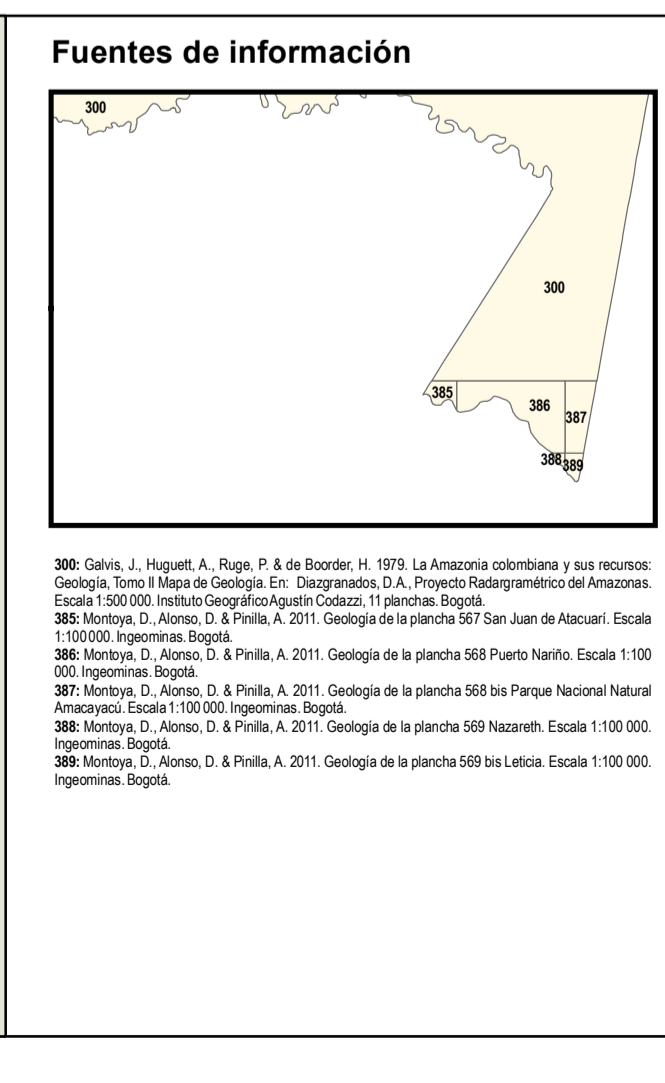 Fuentes de información
300
300
385
386
387
388
389
300: Galvis, J., Huguett, A., Ruge, P. & de Boorder, H. 1979. La Amazonia colombiana y sus recursos:
Geología, Tomo II Mapa de Geología. En: Diazgranados, D.A., Proyecto Radargramétrico del Amazonas.
Escala 1:500 000. Instituto Geográfico Agustín Codazzi, 11 planchas. Bogotá.
385: Montoya, D., Alonso, D. & Pinilla, A. 2011. Geología de la plancha 567 San Juan de Atacuarí. Escala
1:100 000. Ingeominas. Bogotá.
386: Montoya, D., Alonso, D. & Pinilla, A. 2011. Geología de la plancha 568 Puerto Nariño. Escala 1:100
000. Ingeominas. Bogotá.
387: Montoya, D., Alonso, D. & Pinilla, A. 2011. Geología de la plancha 568 bis Parque Nacional Natural
Amacayacú. Escala 1:100 000. Ingeominas. Bogotá.
388: Montoya, D., Alonso, D. & Pinilla, A. 2011. Geología de la plancha 569 Nazareth. Escala 1:100 000.
Ingeominas. Bogotá.
389: Montoya, D., Alonso, D. & Pinilla, A. 2011. Geología de la plancha 569 bis Leticia. Escala 1:100 000.
Ingeominas. Bogotá.